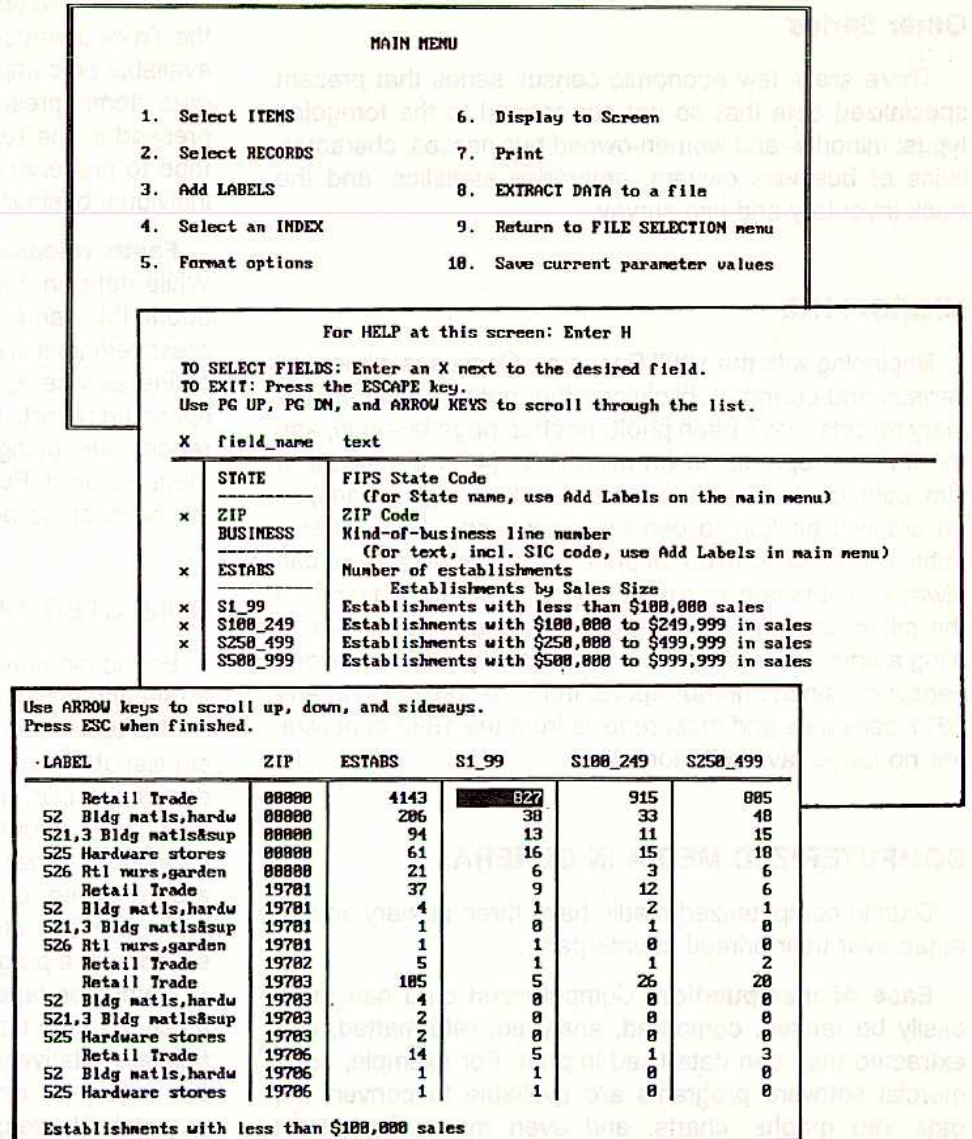 MAIN MENU
1. Select ITEMS 6. Display to Screen
2. Select RECORDS 7. Print
3. Add LABELS 8. EXTRACT DATA to a file
4. Select an INDEX 9. Return to FILE SELECTION menu
5. Format options 10. Save current parameter values
For HELP at this screen: Enter H
TO SELECT FIELDS: Enter an X next to the desired field.
TO EXIT: Press the ESCAPE key.
Use PG UP, PG DN, and ARROW KEYS to scroll through the list.
X field_name text
STATE FIPS State Code
---------- (for State name, use Add Labels on the main menu)
x ZIP ZIP Code
BUSINESS Kind-of-business line number
---------- (for text, incl. SIC code, use Add Labels in main menu)
x ESTABS Number of establishments
---------- Establishments by Sales Size
x S1_99 Establishments with less than $100,000 sales
x S100_249 Establishments with $100,000 to $249,999 in sales
x S250_499 Establishments with $250,000 to $499,999 in sales
S500_999 Establishments with $500,000 to $999,999 in sales
Use ARROW keys to scroll up, down, and sideways.
Press ESC when finished.
LABEL ZIP ESTABS S1_99 S100_249 S250_499
Retail Trade 00000 4143 827 915 805
52 Bldg matls,hardw 00000 206 38 33 40
521,3 Bldg matls&sup 00000 94 13 11 15
525 Hardware stores 00000 61 16 15 18
526 Rtl nurs,garden 00000 21 6 3 6
Retail Trade 19701 37 9 12 6
52 Bldg matls,hardw 19701 4 1 2 1
521,3 Bldg matls&sup 19701 1 0 1 0
526 Rtl nurs,garden 19701 1 1 0 0
Retail Trade 19702 5 1 1 2
Retail Trade 19703 105 5 26 20
52 Bldg matls,hardw 19703 4 0 0 0
521,3 Bldg matls&sup 19703 2 0 0 0
525 Hardware stores 19703 2 0 0 0
Retail Trade 19706 14 5 1 3
52 Bldg matls,hardw 19706 1 1 0 0
525 Hardware stores 19706 1 1 0 0
Establishments with less than $100,000 sales